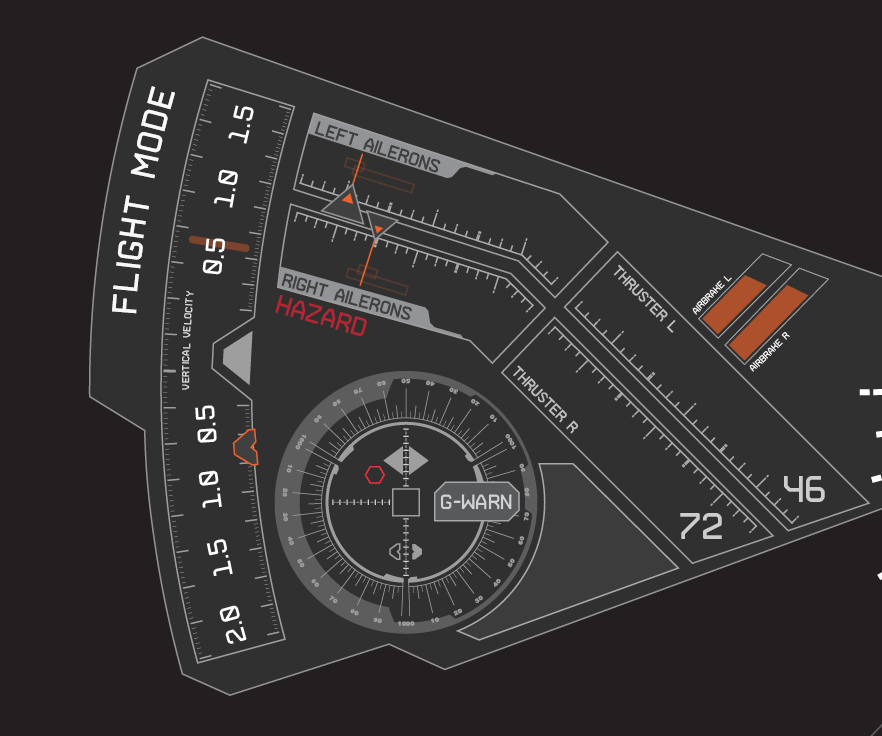 FLIGHT MODE
1.5
1.0
0.5
VERTICAL VELOCITY
0.5
1.0
1.5
2.0
LEFT AILERONS
RIGHT AILERONS
HAZARD
THRUSTER L
THRUSTER R
AIRBRAKE L
AIRBRAKE R
46
72
G-WARN